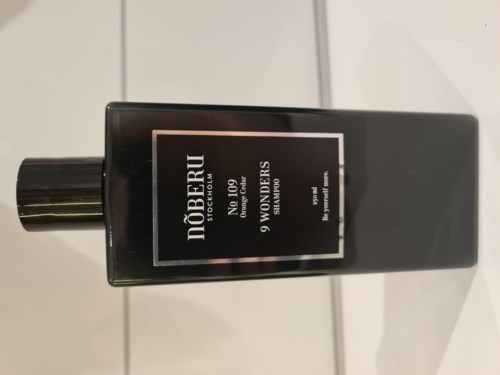 nõberu
STOCKHOLM
No 109
Orange Cedar
9 WONDERS
SHAMPOO
250 ml
Be yourself more.